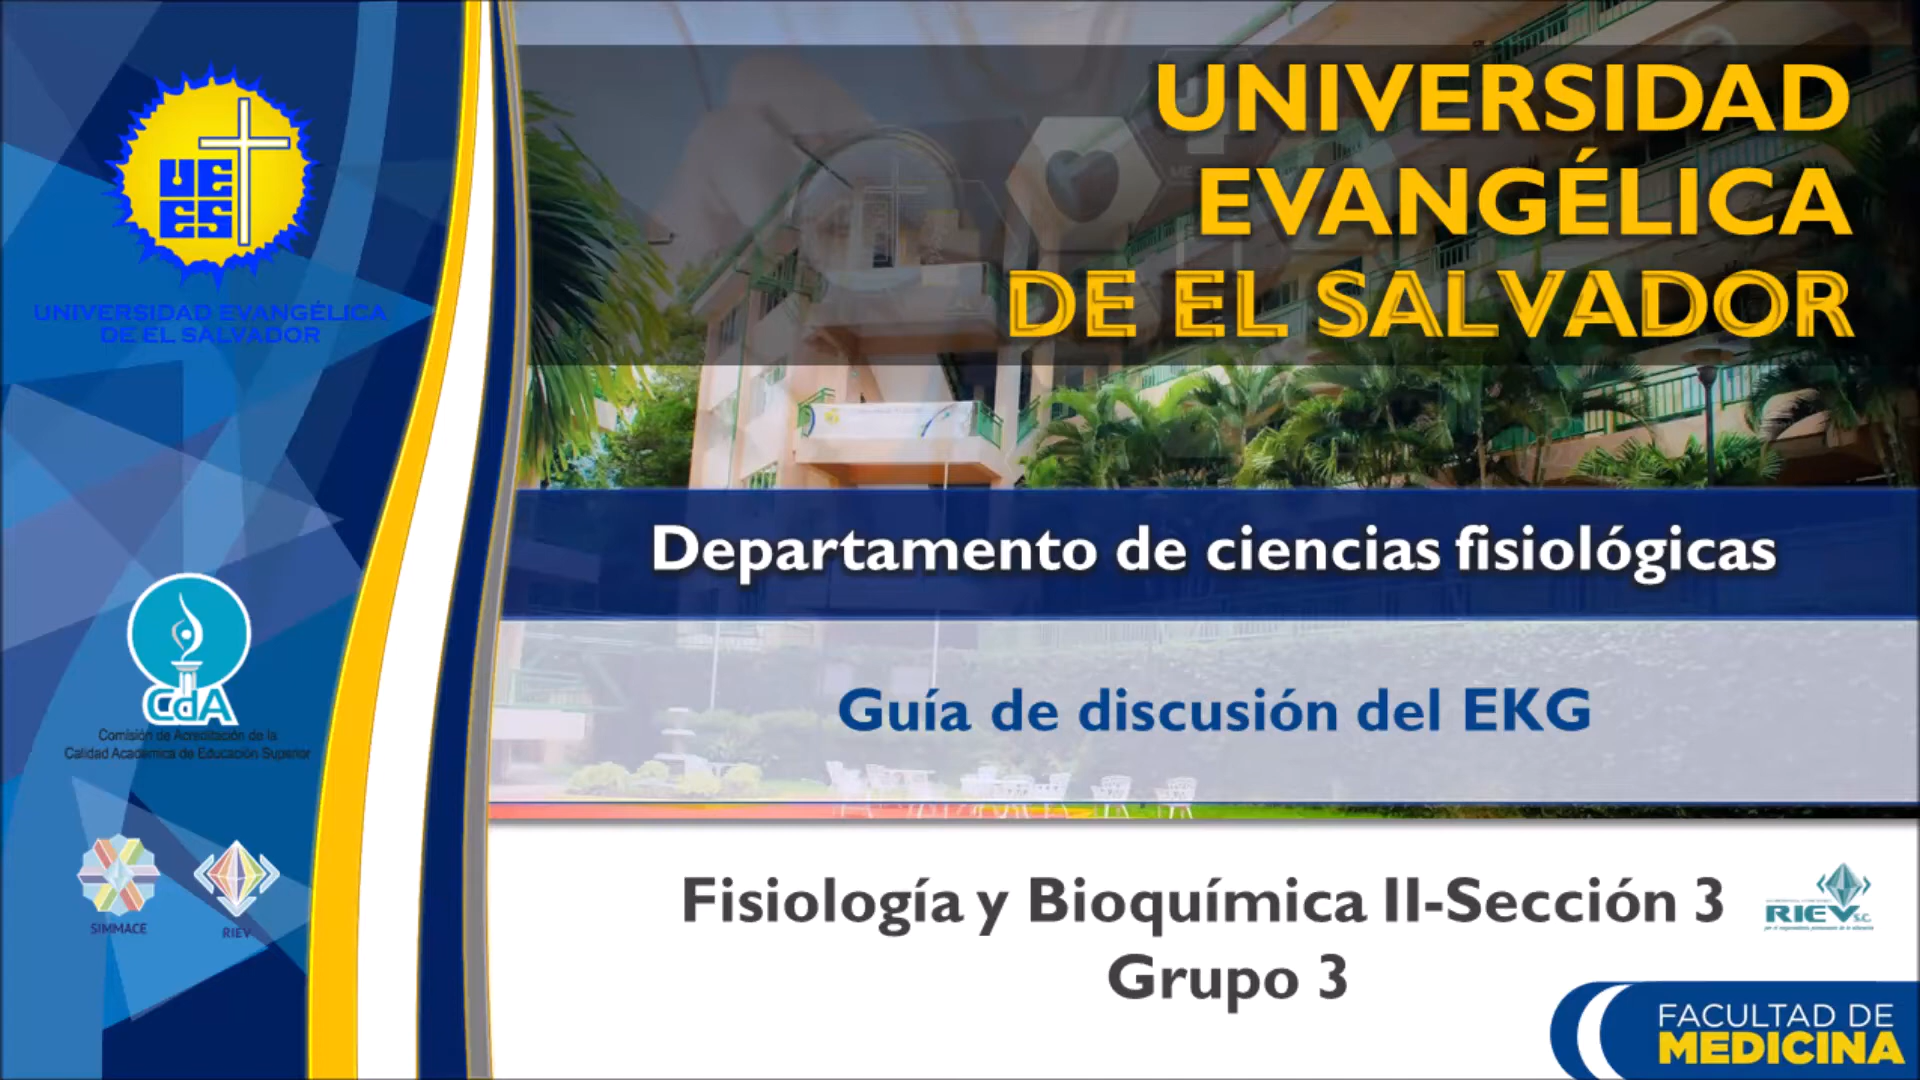 UE
ES
UNIVERSIDAD EVANGÉLICA
DE EL SALVADOR
CdA
Comisión de Acreditación de la
Calidad Académica de Educación Superior
SIMMACE
RIEV
UNIVERSIDAD
EVANGÉLICA
DE EL SALVADOR
Departamento de ciencias fisiológicas
Guía de discusión del EKG
Fisiología y Bioquímica II-Sección 3
Grupo 3
RIEV S.C.
FACULTAD DE
MEDICINA